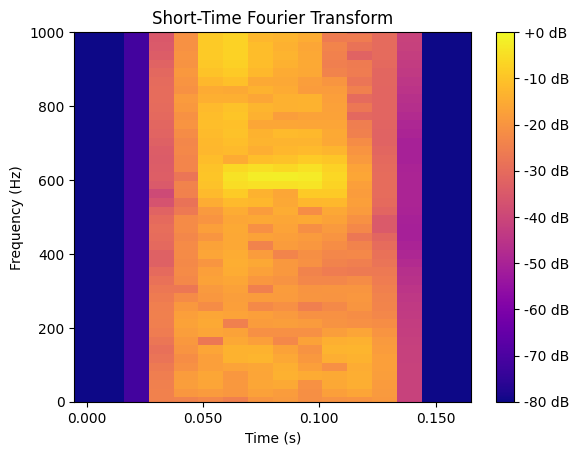 Short-Time Fourier Transform
Frequency (Hz)
1000
800
600
400
200
0
0.000
0.050
0.100
0.150
Time (s)
+0 dB
-10 dB
-20 dB
-30 dB
-40 dB
-50 dB
-60 dB
-70 dB
-80 dB